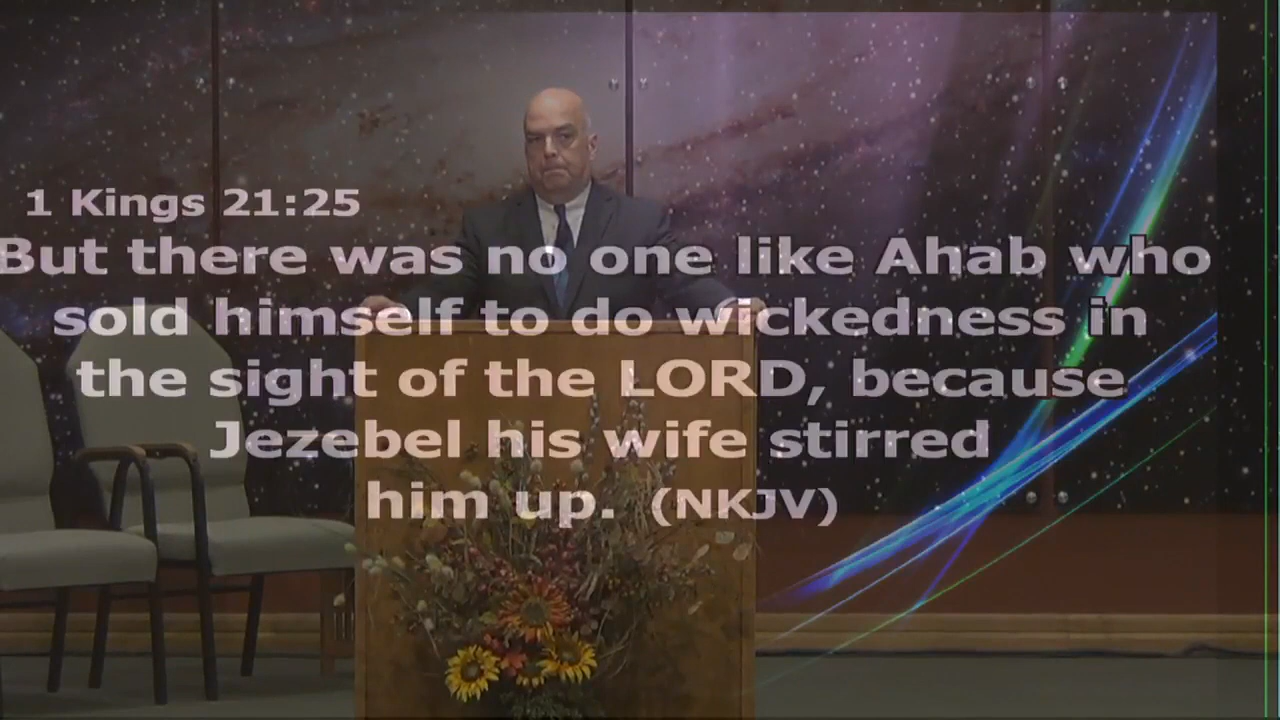 1 Kings 21:25
But there was no one like Ahab who
sold himself to do wickedness in
the sight of the LORD, because
Jezebel his wife stirred
him up. (NKJV)